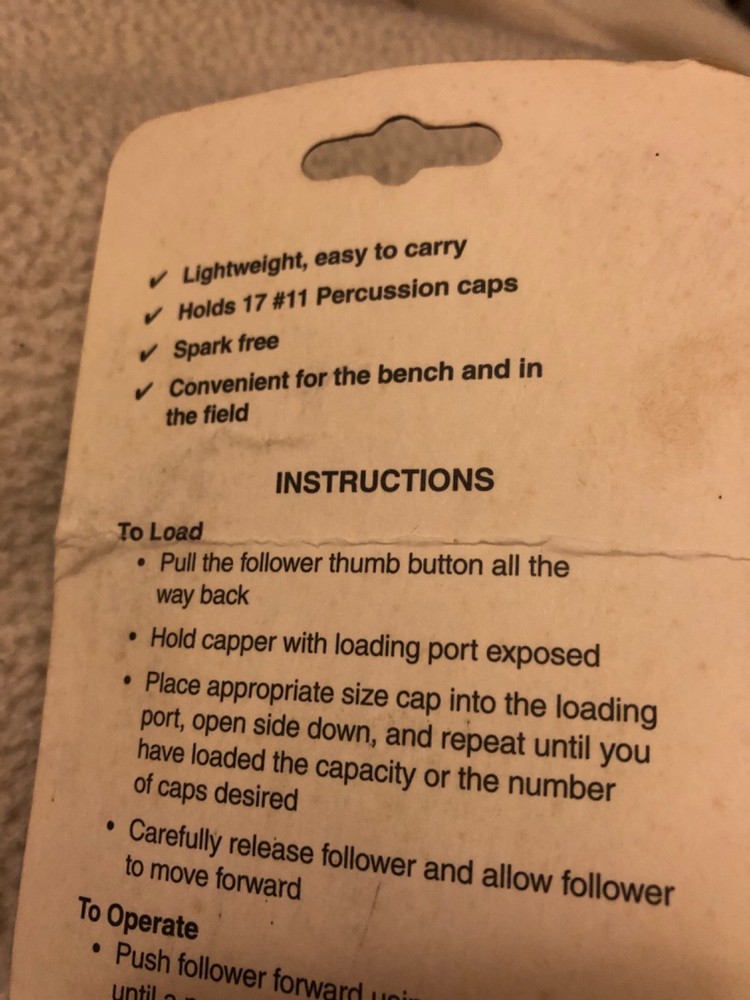 ✔ Lightweight, easy to carry
✔ Holds 17 #11 Percussion caps
✔ Spark free
✔ Convenient for the bench and in
the field
INSTRUCTIONS
To Load
• Pull the follower thumb button all the
way back
• Hold capper with loading port exposed
• Place appropriate size cap into the loading
port, open side down, and repeat until you
have loaded the capacity or the number
of caps desired
• Carefully release follower and allow follower
to move forward
To Operate
• Push follower forward
until a